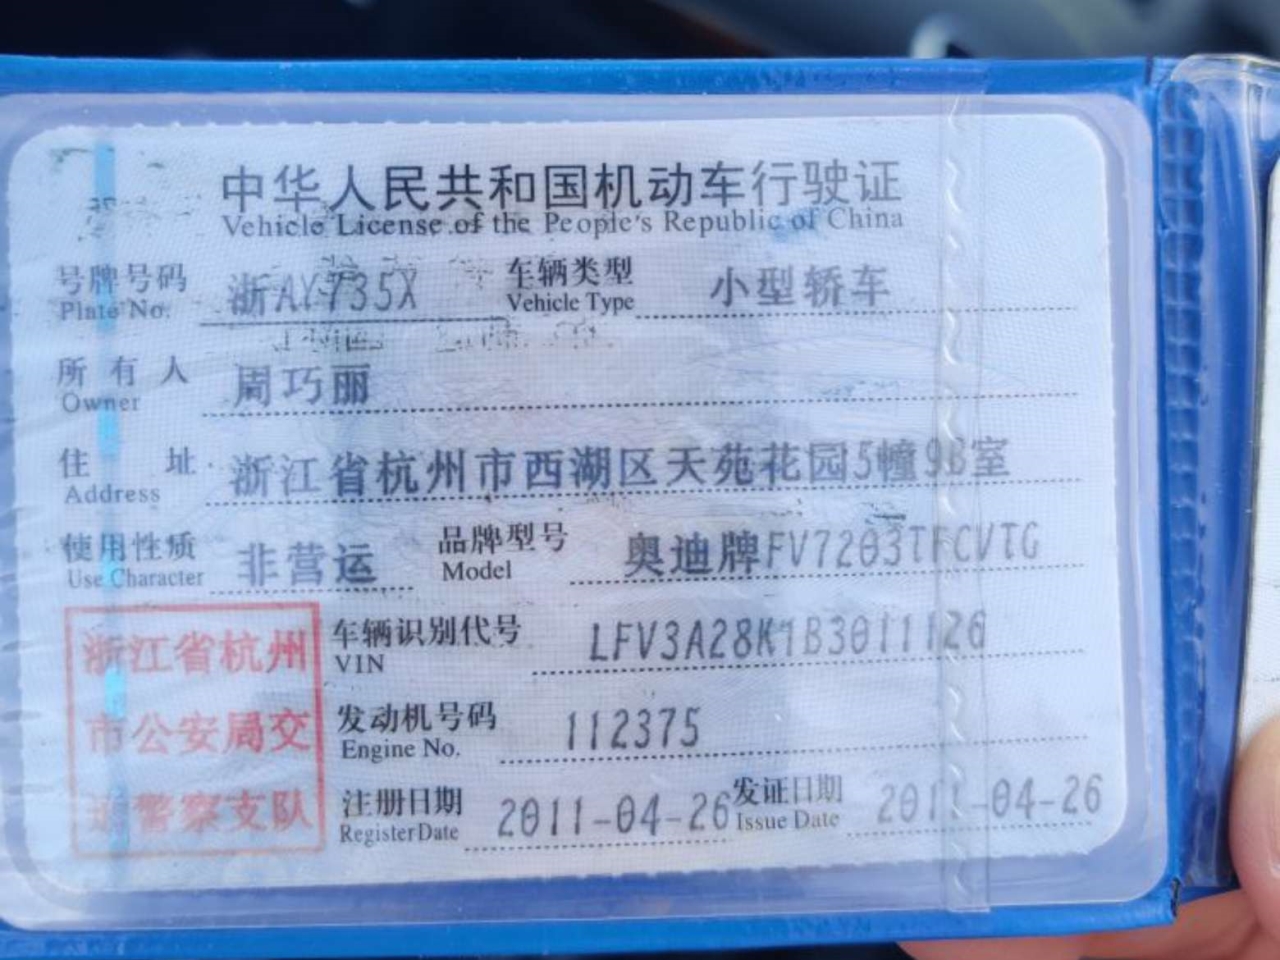 中华人民共和国机动车行驶证
Vehicle License of the People's Republic of China
号牌号码 浙AY735X 车辆类型 小型轿车
Plate No. Vehicle Type
所有人 周巧丽
Owner
住址 浙江省杭州市西湖区天苑花园5幢9B室
Address
使用性质 非营运 品牌型号 奥迪牌FV7203TFCVTG
Use Character Model
浙江省杭州
市公安局交
通警察支队
车辆识别代号 LFV3A28K1B3011126
VIN
发动机号码 112375
Engine No.
注册日期 2011-04-26 发证日期 2011-04-26
RegisterDate Issue Date